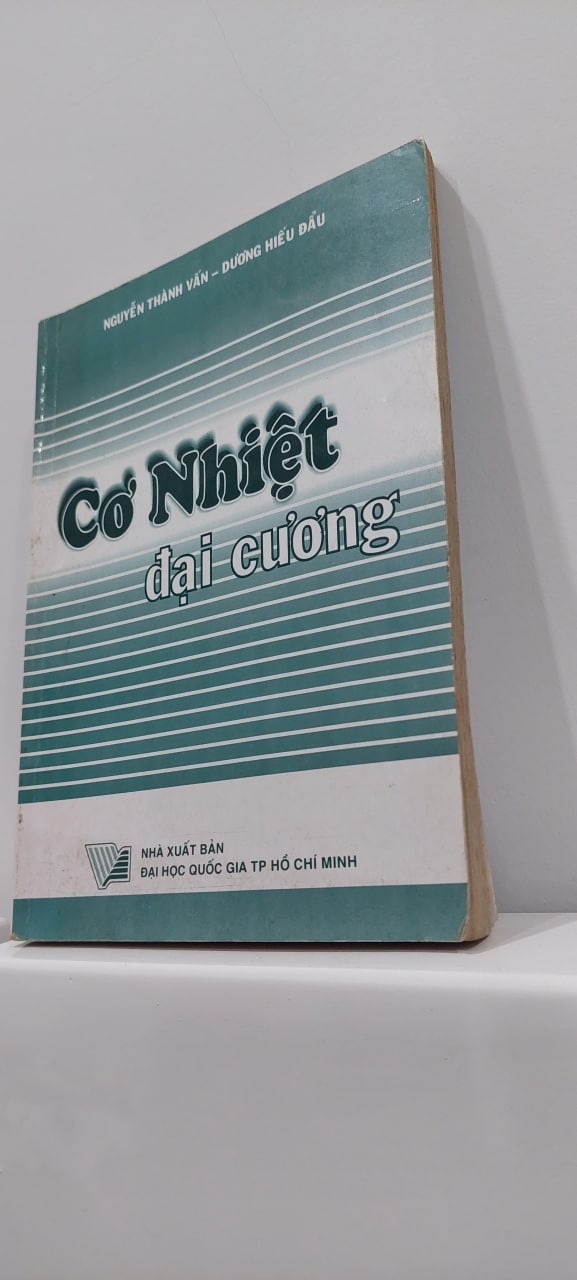 NGUYỄN THÀNH VẤN – DƯƠNG HIẾU ĐẨU
Cơ Nhiệt
đại cương
NHÀ XUẤT BẢN
ĐẠI HỌC QUỐC GIA TP HỒ CHÍ MINH